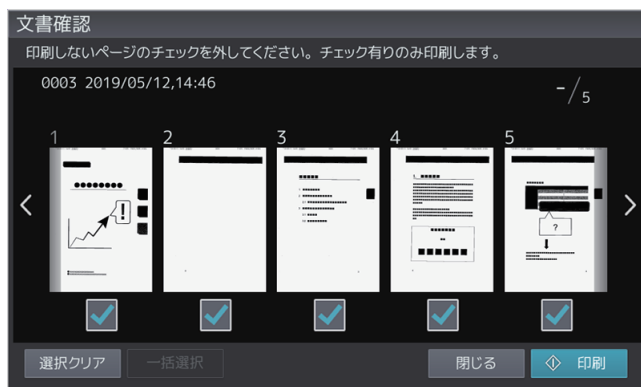 文書確認
印刷しないページのチェックを外してください。チェック有りのみ印刷します。
0003 2019/05/12,14:46
-/5
1 2 3 4 5
!
?
選択クリア 一括選択 閉じる 印刷